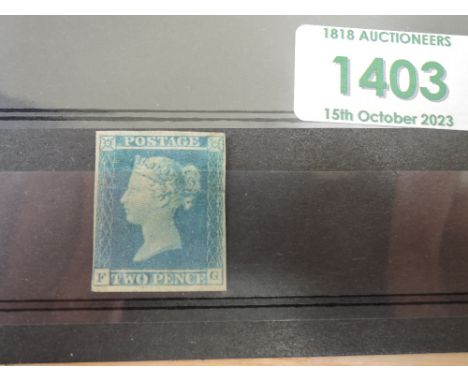 1818 AUCTIONEERS
1403
15th October 2023
POSTAGE
F TWO PENCE G